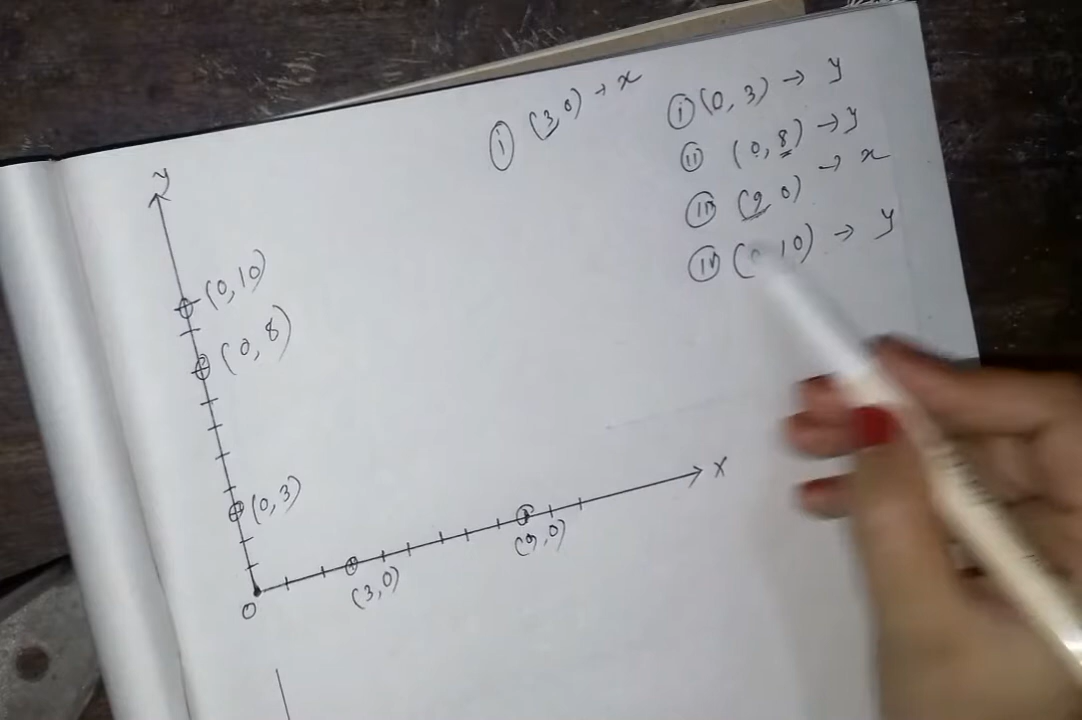 (i) (3,0) → x
(i) (0, 3) → y
(ii) (0, 8) → y
(iii) (9, 0) → x
(iv) (0, 10) → y
y
(0, 10)
(0, 8)
(0, 3)
x
(9,0)
(3,0)
O